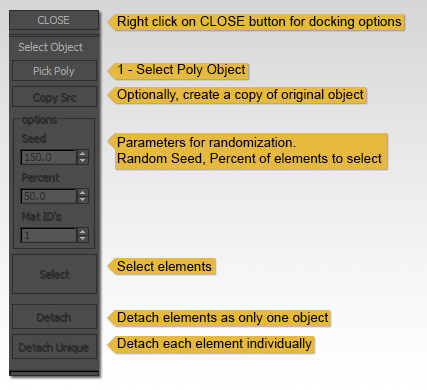 CLOSE
Right click on CLOSE button for docking options
Select Object
Pick Poly
1 - Select Poly Object
Copy Src
Optionally, create a copy of original object
options
Seed
150.0
Parameters for randomization.
Random Seed, Percent of elements to select
Percent
50.0
Mat ID's
1
Select
Select elements
Detach
Detach elements as only one object
Detach Unique
Detach each element individually